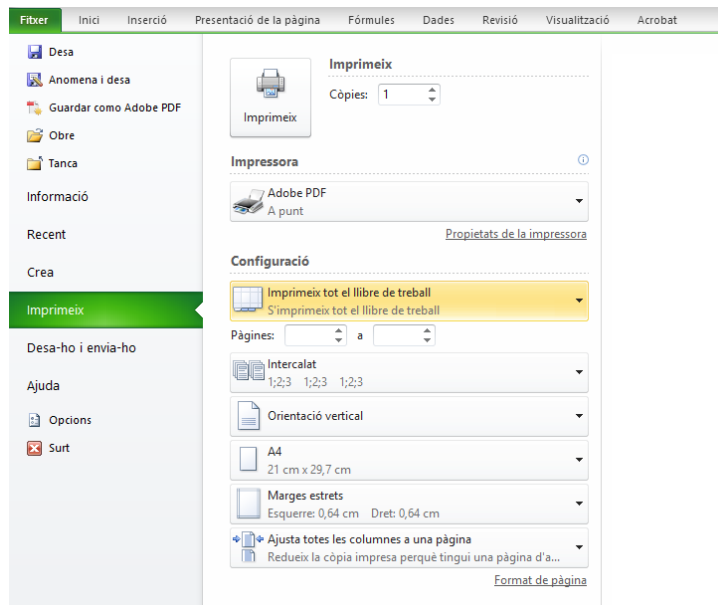 Fitxer Inici Inserció Presentació de la pàgina Fórmules Dades Revisió Visualització Acrobat
Desa
Anomena i desa
Guardar como Adobe PDF
Obre
Tanca
Informació
Recent
Crea
Imprimeix
Desa-ho i envia-ho
Ajuda
Opcions
Surt
Imprimeix
Imprimeix
Còpies: 1
Impressora
Adobe PDF
A punt
Propietats de la impressora
Configuració
Imprimeix tot el llibre de treball
S'imprimeix tot el llibre de treball
Pàgines: a
Intercalat
1;2;3 1;2;3 1;2;3
Orientació vertical
A4
21 cm x 29,7 cm
Marges estrets
Esquerre: 0,64 cm Dret: 0,64 cm
Ajusta totes les columnes a una pàgina
Redueix la còpia impresa perquè tingui una pàgina d'a...
Format de pàgina